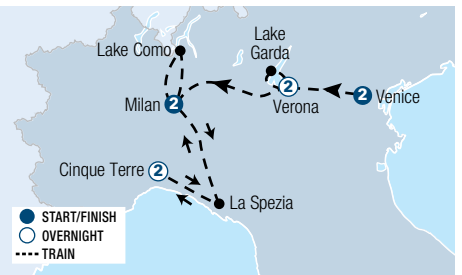 Lake Como
Lake
Garda
Milan
2
2
Verona
2
Venice
Cinque Terre
2
La Spezia
START/FINISH
OVERNIGHT
TRAIN